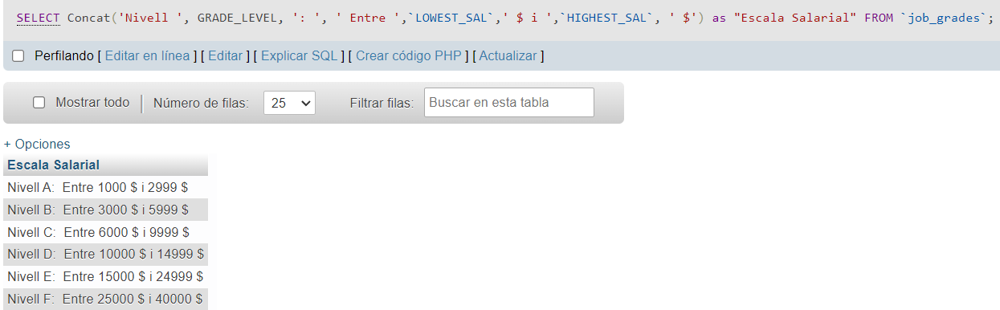 SELECT Concat('Nivell ', GRADE_LEVEL, ': ', ' Entre ',`LOWEST_SAL`,' $ i ',`HIGHEST_SAL`, ' $') as "Escala Salarial" FROM `job_grades`;
Perfilando [ Editar en línea ] [ Editar ] [ Explicar SQL ] [ Crear código PHP ] [ Actualizar ]
Mostrar todo Número de filas: 25 Filtrar filas: Buscar en esta tabla
+ Opciones
Escala Salarial
Nivell A:  Entre 1000 $ i 2999 $
Nivell B:  Entre 3000 $ i 5999 $
Nivell C:  Entre 6000 $ i 9999 $
Nivell D:  Entre 10000 $ i 14999 $
Nivell E:  Entre 15000 $ i 24999 $
Nivell F:  Entre 25000 $ i 40000 $